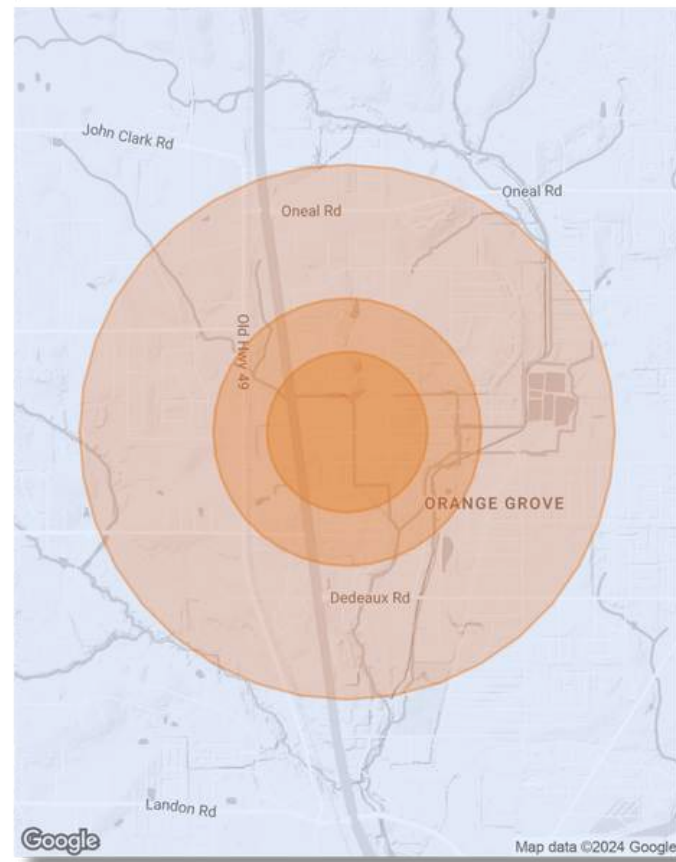 John Clark Rd
Oneal Rd
Oneal Rd
Old Hwy 49
ORANGE GROVE
Dedeaux Rd
Landon Rd
Google
Map data ©2024 Google